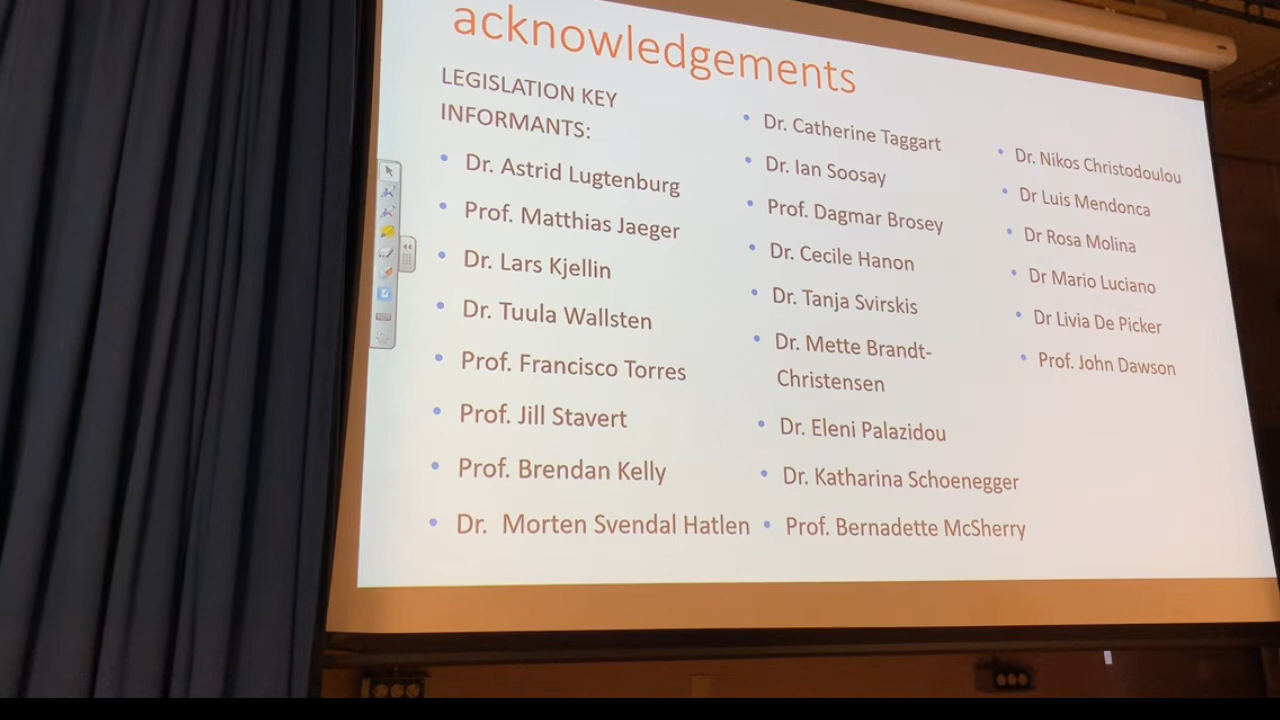 acknowledgements
LEGISLATION KEY
INFORMANTS:
• Dr. Astrid Lugtenburg
• Prof. Matthias Jaeger
• Dr. Lars Kjellin
• Dr. Tuula Wallsten
• Prof. Francisco Torres
• Prof. Jill Stavert
• Prof. Brendan Kelly
• Dr. Morten Svendal Hatlen
• Dr. Catherine Taggart
• Dr. Ian Soosay
• Prof. Dagmar Brosey
• Dr. Cecile Hanon
• Dr. Tanja Svirskis
• Dr. Mette Brandt-
Christensen
• Dr. Eleni Palazidou
• Dr. Katharina Schoenegger
• Prof. Bernadette McSherry
• Dr. Nikos Christodoulou
• Dr Luis Mendonca
• Dr Rosa Molina
• Dr Mario Luciano
• Dr Livia De Picker
• Prof. John Dawson